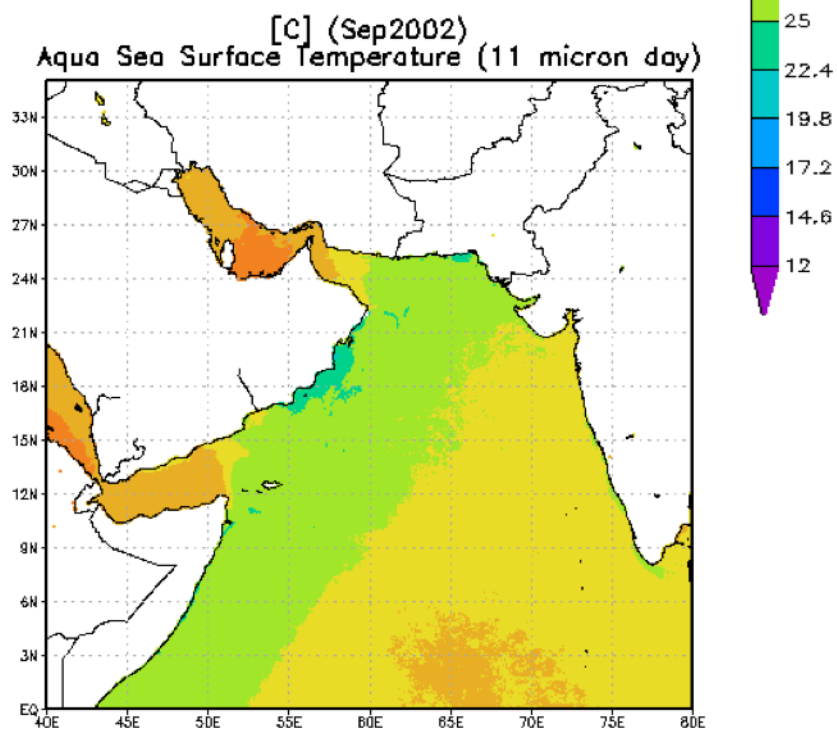 [C] (Sep2002)
Aqua Sea Surface Temperature (11 micron day)
25
22.4
19.8
17.2
14.6
12
33N
30N
27N
24N
21N
18N
15N
12N
9N
6N
3N
EQ
40E 45E 50E 55E 60E 65E 70E 75E 80E